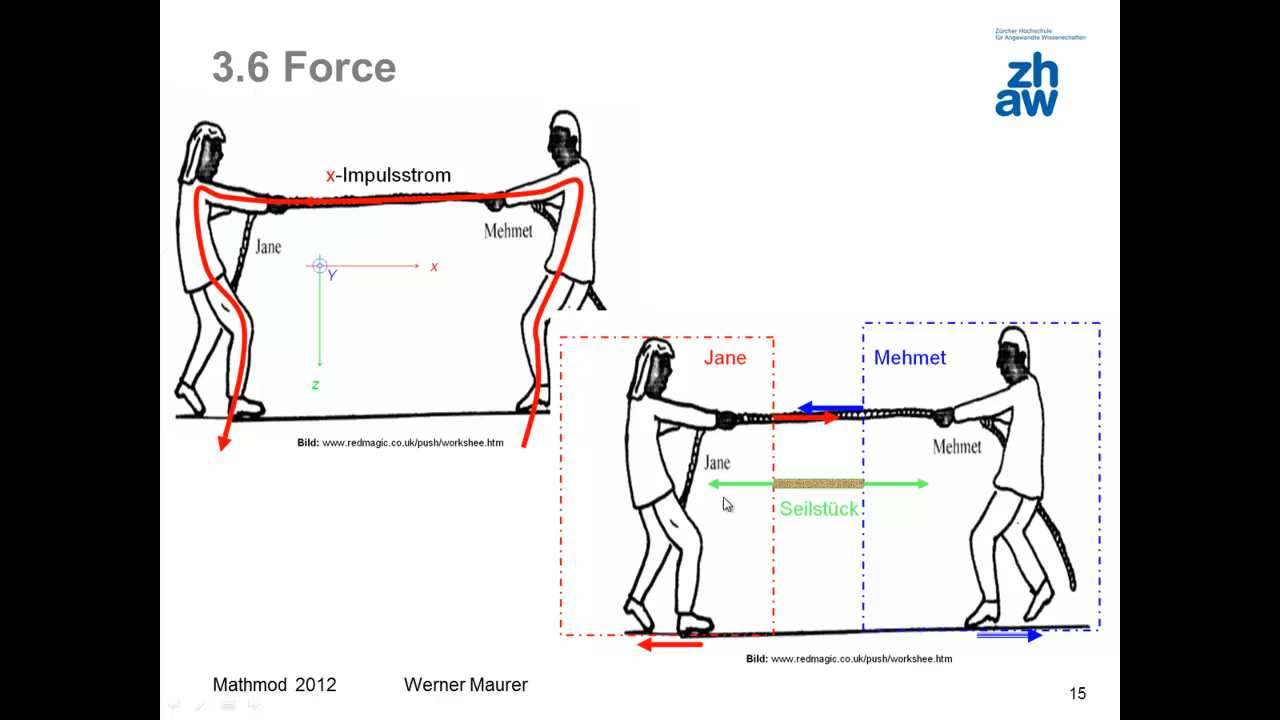 3.6 Force
Zürcher Hochschule
für Angewandte Wissenschaften
zh
aw
x-Impulsstrom
Jane
Mehmet
x
Y
z
Bild: www.redmagic.co.uk/push/workshee.htm
Jane
Mehmet
Jane
Mehmet
Seilstück
Bild: www.redmagic.co.uk/push/workshee.htm
Mathmod 2012
Werner Maurer
15